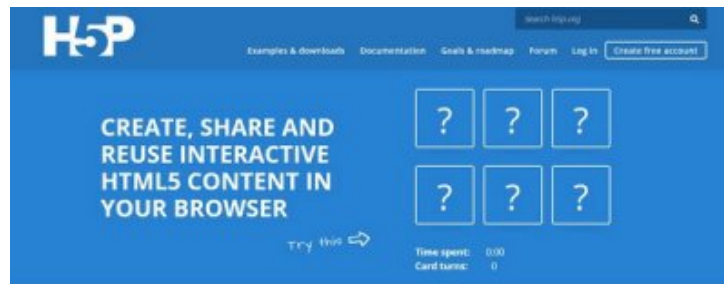 search h5p.org
H5P
Examples & downloads Documentation Goals & roadmap Forum Log in Create free account
CREATE, SHARE AND
REUSE INTERACTIVE
HTML5 CONTENT IN
YOUR BROWSER
Try this
? ? ?
? ? ?
Time spent: 0:00
Card turns: 0